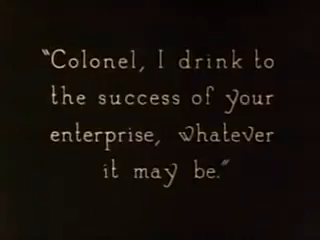 "Colonel, I drink to
the success of your
enterprise, whatever
it may be."